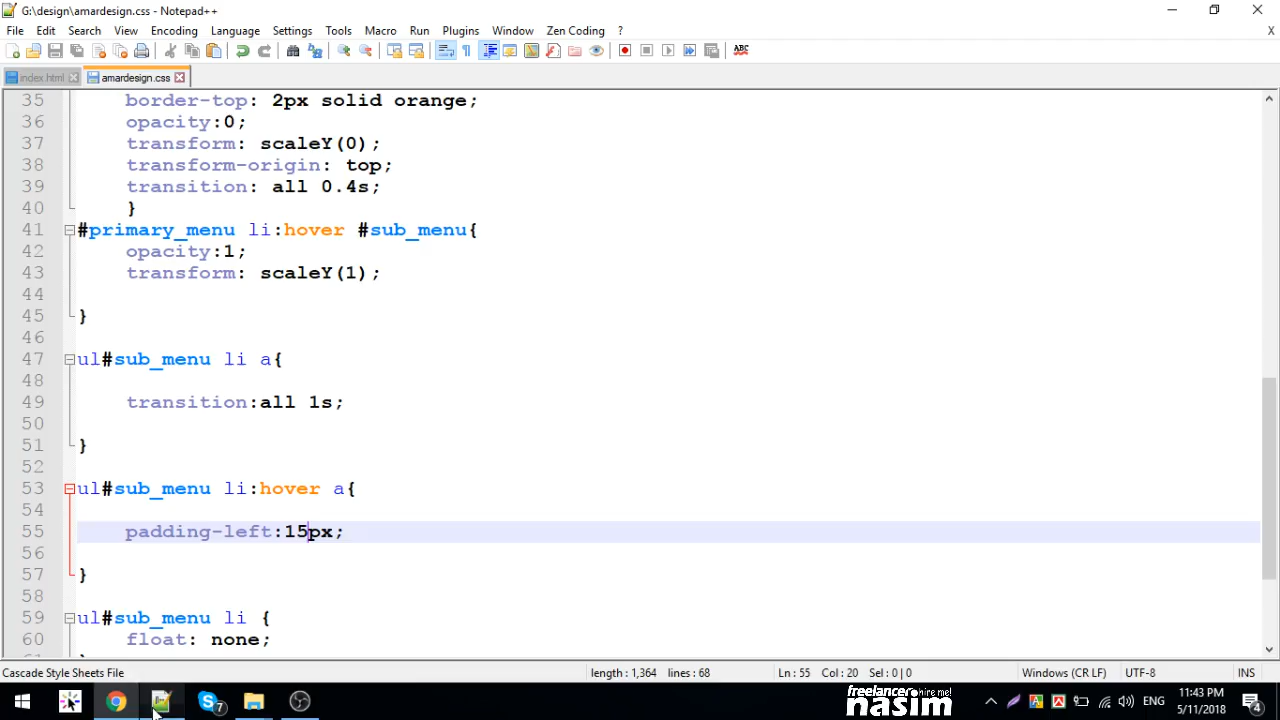 G:\design\amardesign.css - Notepad++
File Edit Search View Encoding Language Settings Tools Macro Run Plugins Window Zen Coding ? X
ABC
index.html amardesign.css
35 border-top: 2px solid orange;
36 opacity:0;
37 transform: scaleY(0);
38 transform-origin: top;
39 transition: all 0.4s;
40 }
41 #primary_menu li:hover #sub_menu{
42 opacity:1;
43 transform: scaleY(1);
44
45 }
46
47 ul#sub_menu li a{
48
49 transition:all 1s;
50
51 }
52
53 ul#sub_menu li:hover a{
54
55 padding-left:15px;
56
57 }
58
59 ul#sub_menu li {
60 float: none;
Cascade Style Sheets File length : 1,364 lines : 68 Ln : 55 Col : 20 Sel : 0 | 0 Windows (CR LF) UTF-8 INS
7 freelancer hire me! nasim ENG 11:43 PM 5/11/2018 4